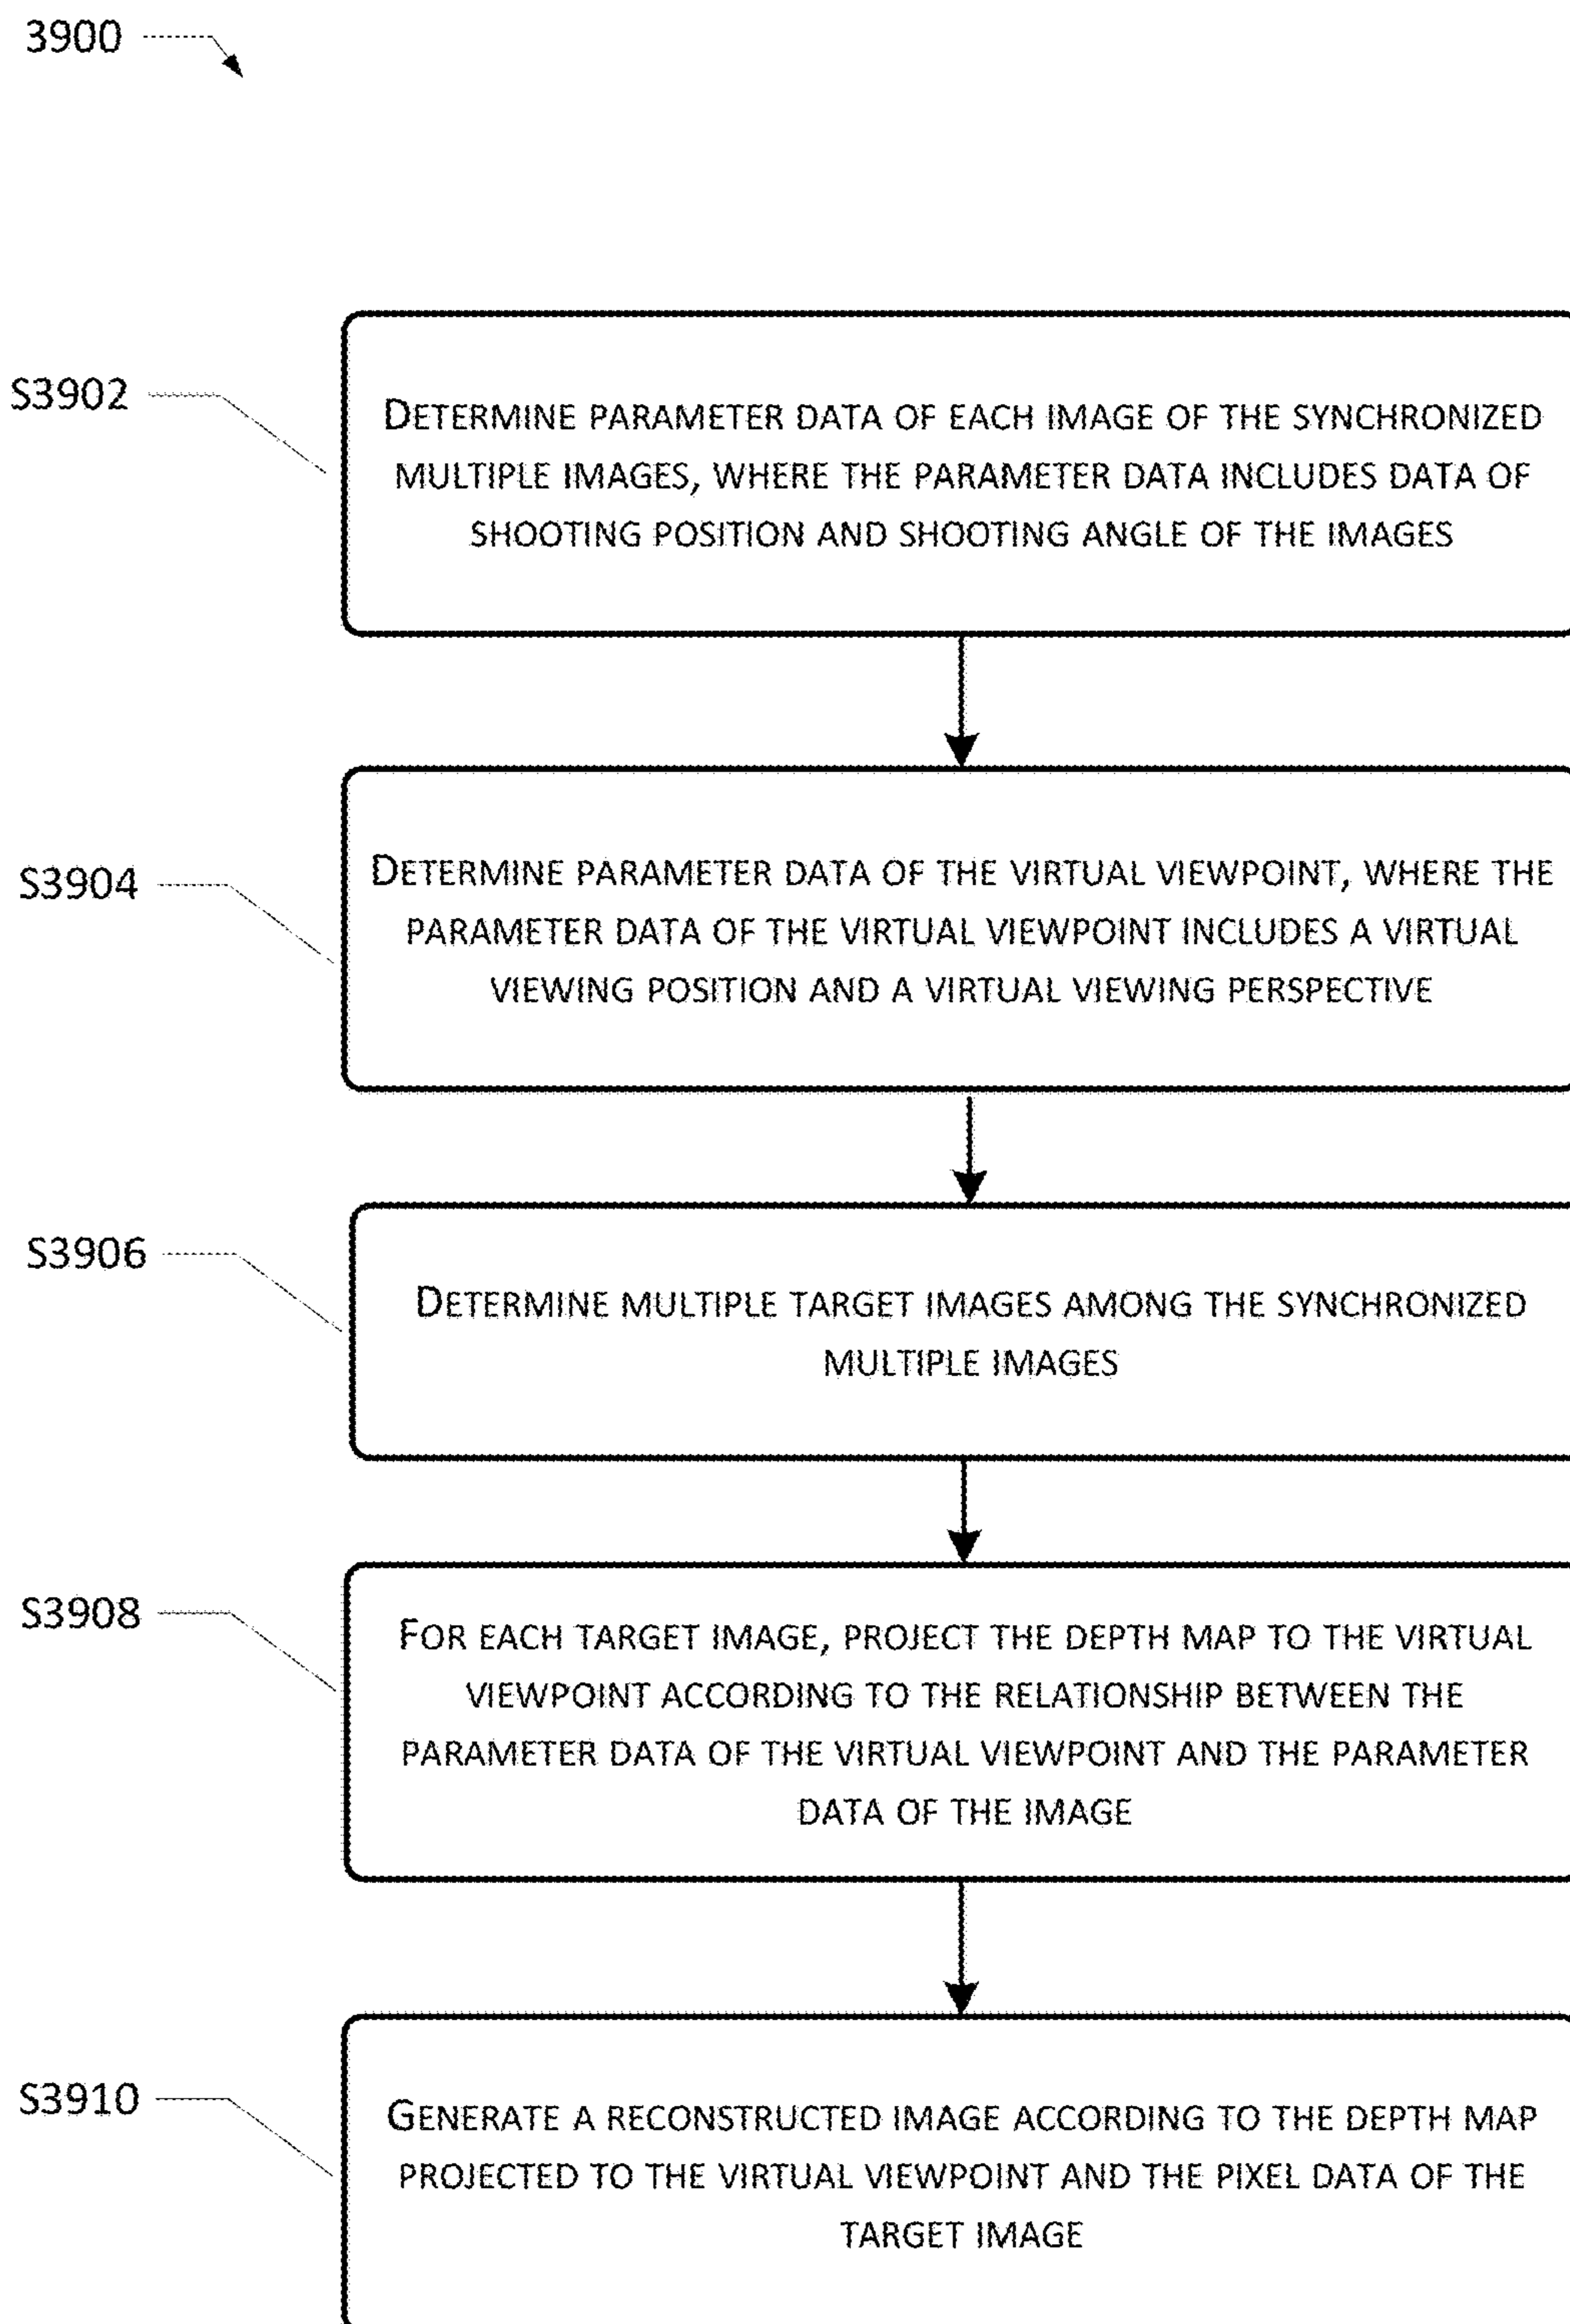 3900
S3902
DETERMINE PARAMETER DATA OF EACH IMAGE OF THE SYNCHRONIZED
MULTIPLE IMAGES, WHERE THE PARAMETER DATA INCLUDES DATA OF
SHOOTING POSITION AND SHOOTING ANGLE OF THE IMAGES
S3904
DETERMINE PARAMETER DATA OF THE VIRTUAL VIEWPOINT, WHERE THE
PARAMETER DATA OF THE VIRTUAL VIEWPOINT INCLUDES A VIRTUAL
VIEWING POSITION AND A VIRTUAL VIEWING PERSPECTIVE
S3906
DETERMINE MULTIPLE TARGET IMAGES AMONG THE SYNCHRONIZED
MULTIPLE IMAGES
S3908
FOR EACH TARGET IMAGE, PROJECT THE DEPTH MAP TO THE VIRTUAL
VIEWPOINT ACCORDING TO THE RELATIONSHIP BETWEEN THE
PARAMETER DATA OF THE VIRTUAL VIEWPOINT AND THE PARAMETER
DATA OF THE IMAGE
S3910
GENERATE A RECONSTRUCTED IMAGE ACCORDING TO THE DEPTH MAP
PROJECTED TO THE VIRTUAL VIEWPOINT AND THE PIXEL DATA OF THE
TARGET IMAGE